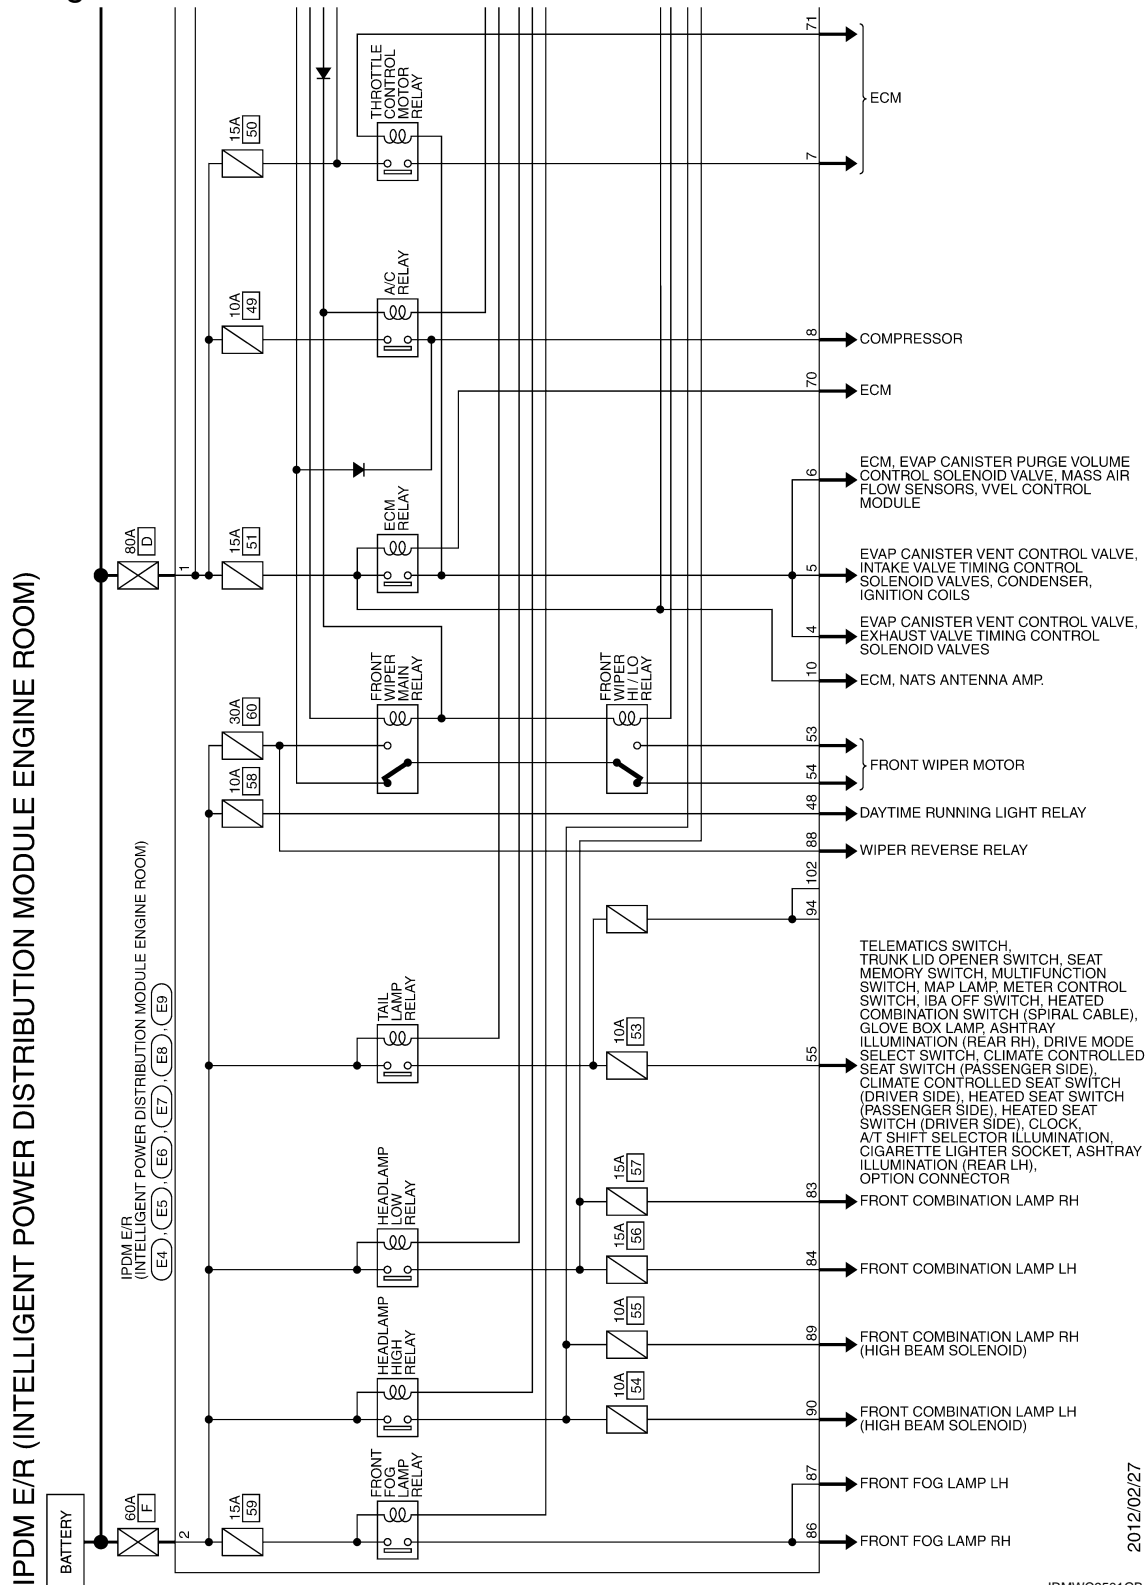 IPDM E/R (INTELLIGENT POWER DISTRIBUTION MODULE ENGINE ROOM)
BATTERY
60A
F
80A
D
2
1
IPDM E/R
(INTELLIGENT POWER DISTRIBUTION MODULE ENGINE ROOM)
E4 , E5 , E6 , E7 , E8 , E9
15A
50
THROTTLE
CONTROL
MOTOR
RELAY
71
7
ECM
10A
49
A/C
RELAY
8
COMPRESSOR
70
ECM
15A
51
ECM
RELAY
6
ECM, EVAP CANISTER PURGE VOLUME
CONTROL SOLENOID VALVE, MASS AIR
FLOW SENSORS, VVEL CONTROL
MODULE
5
EVAP CANISTER VENT CONTROL VALVE,
INTAKE VALVE TIMING CONTROL
SOLENOID VALVES, CONDENSER,
IGNITION COILS
4
EVAP CANISTER VENT CONTROL VALVE,
EXHAUST VALVE TIMING CONTROL
SOLENOID VALVES
10
ECM, NATS ANTENNA AMP.
30A
60
FRONT
WIPER
MAIN
RELAY
FRONT
WIPER
HI / LO
RELAY
53
54
FRONT WIPER MOTOR
10A
58
48
DAYTIME RUNNING LIGHT RELAY
88
WIPER REVERSE RELAY
102
94
TAIL
LAMP
RELAY
10A
53
55
TELEMATICS SWITCH,
TRUNK LID OPENER SWITCH, SEAT
MEMORY SWITCH, MULTIFUNCTION
SWITCH, MAP LAMP, METER CONTROL
SWITCH, IBA OFF SWITCH, HEATED
COMBINATION SWITCH (SPIRAL CABLE),
GLOVE BOX LAMP, ASHTRAY
ILLUMINATION (REAR RH), DRIVE MODE
SELECT SWITCH, CLIMATE CONTROLLED
SEAT SWITCH (PASSENGER SIDE),
CLIMATE CONTROLLED SEAT SWITCH
(DRIVER SIDE), HEATED SEAT SWITCH
(PASSENGER SIDE), HEATED SEAT
SWITCH (DRIVER SIDE), CLOCK,
A/T SHIFT SELECTOR ILLUMINATION,
CIGARETTE LIGHTER SOCKET, ASHTRAY
ILLUMINATION (REAR LH),
OPTION CONNECTOR
HEADLAMP
LOW
RELAY
15A
57
83
FRONT COMBINATION LAMP RH
15A
56
84
FRONT COMBINATION LAMP LH
HEADLAMP
HIGH
RELAY
10A
55
89
FRONT COMBINATION LAMP RH
(HIGH BEAM SOLENOID)
10A
54
90
FRONT COMBINATION LAMP LH
(HIGH BEAM SOLENOID)
15A
59
FRONT
FOG
LAMP
RELAY
87
FRONT FOG LAMP LH
86
FRONT FOG LAMP RH
2012/02/27